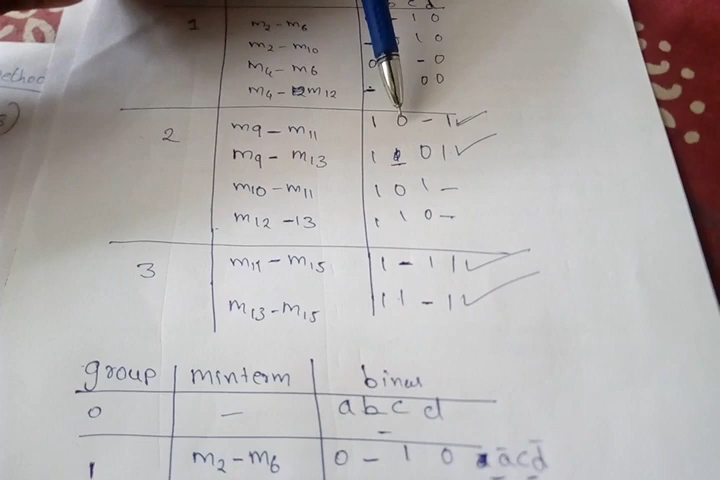 c d
1 m2 - m6 - 1 0
m2 - m10 - 1 0
m4 - m6 0 - 0
m4 - m12 - 0 0
2 m9 - m11 1 0 - 1 ✓
m9 - m13 1 - 0 1 ✓
m10 - m11 1 0 1 -
m12 - 13 1 1 0 -
3 m11 - m15 1 - 1 1 ✓
m13 - m15 1 1 - 1 ✓
group minterm
0 - a b c d
1 m2 - m6 0 - 1 0 a̅cd̅